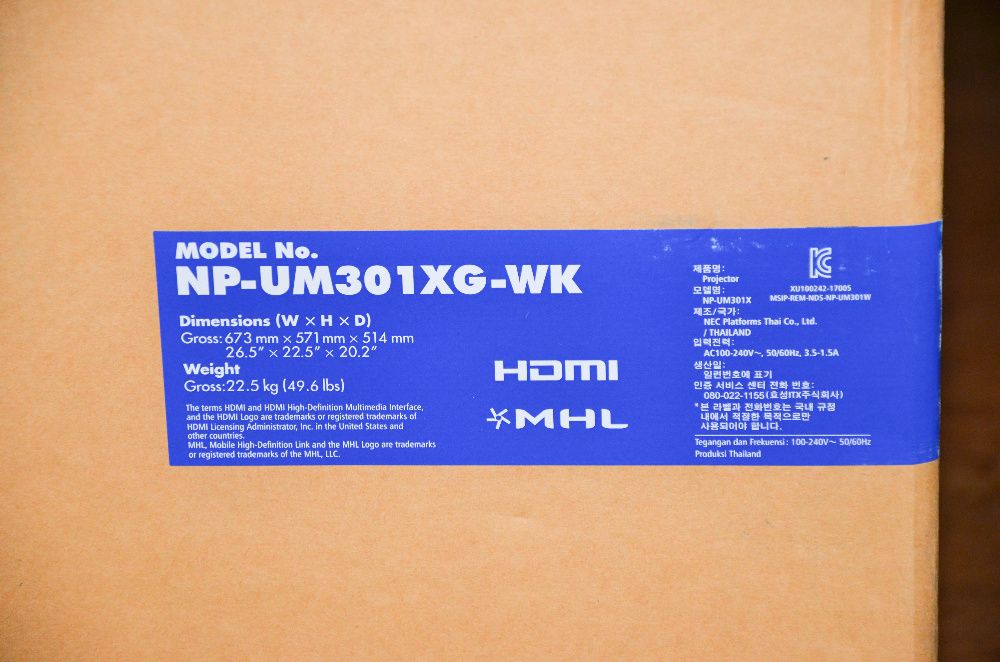 MODEL No.
NP-UM301XG-WK
Dimensions (W × H × D)
Gross: 673 mm × 571 mm × 514 mm
26.5″ × 22.5″ × 20.2″
Weight
Gross: 22.5 kg (49.6 lbs)
The terms HDMI and HDMI High-Definition Multimedia Interface,
and the HDMI Logo are trademarks or registered trademarks of
HDMI Licensing Administrator, Inc. in the United States and
other countries.
MHL, Mobile High-Definition Link and the MHL Logo are trademarks
or registered trademarks of the MHL, LLC.
HDMI
MHL
제품명:
Projector
모델명:
NP-UM301X
제조/국가:
NEC Platforms Thai Co., Ltd.
/ THAILAND
입력전력:
AC100-240V~, 50/60Hz, 3.5-1.5A
생산일:
일련번호에 표기
인증 서비스 센터 전화 번호:
080-022-1155(효성ITX주식회사)
*본 라벨과 전화번호는 국내 규정
내에서 적절한 목적으로만
사용되어야 합니다.
KC
XU100242-17005
MSIP-REM-NDS-NP-UM301W
Tegangan dan Frekuensi : 100-240V~ 50/60Hz
Produksi Thailand